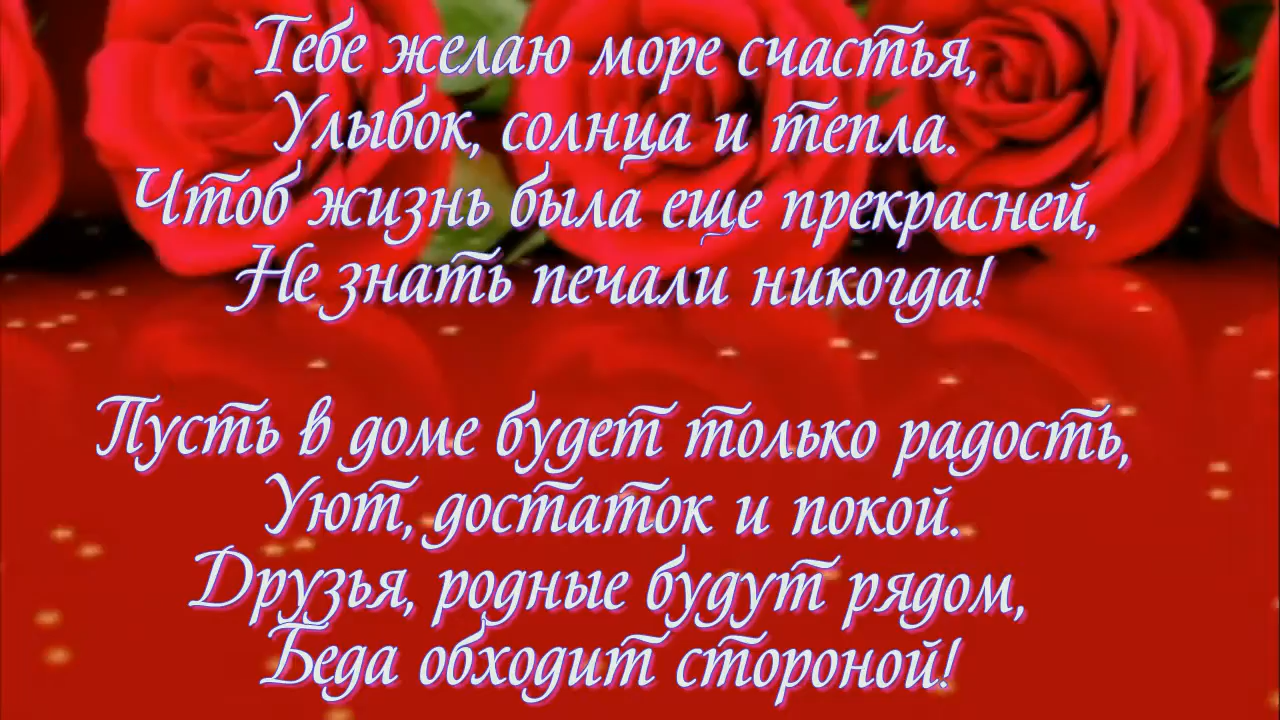 Тебе желаю море счастья,
Улыбок, солнца и тепла.
Чтоб жизнь была еще прекрасней,
Не знать печали никогда!
Пусть в доме будет только радость,
Уют, достаток и покой.
Друзья, родные будут рядом,
Беда обходит стороной!